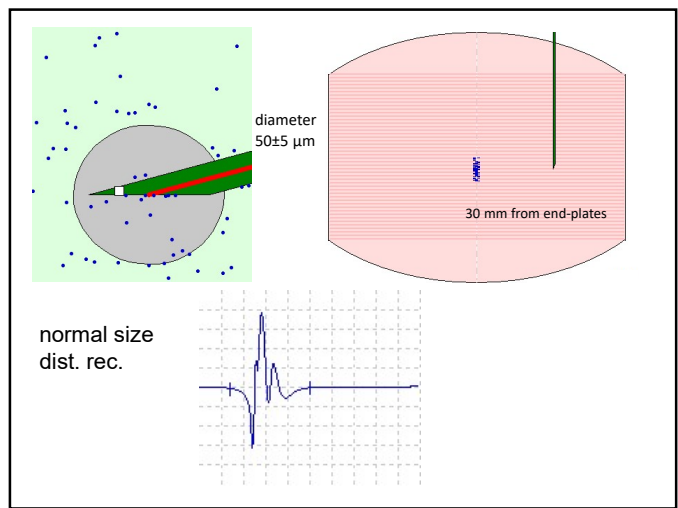 diameter
50±5 µm
30 mm from end-plates
normal size
dist. rec.